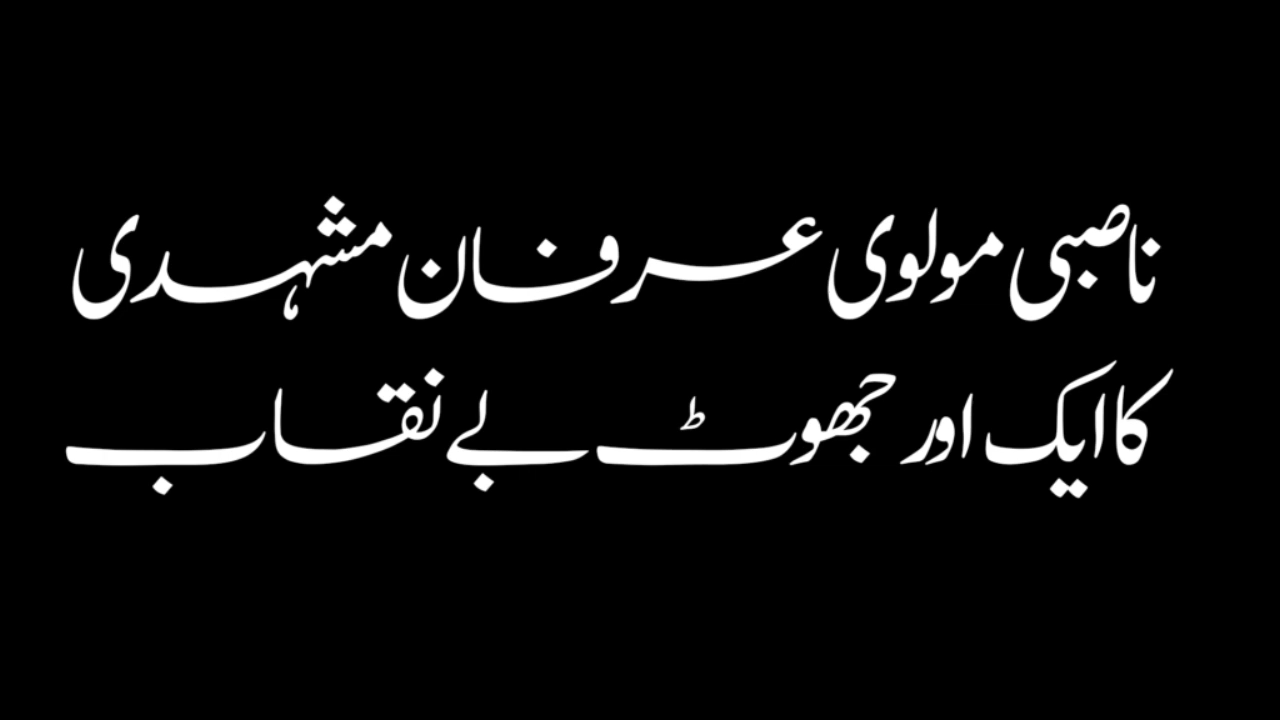 ناصبی مولوی عرفان مشہدی
کا ایک اور جھوٹ بے نقاب